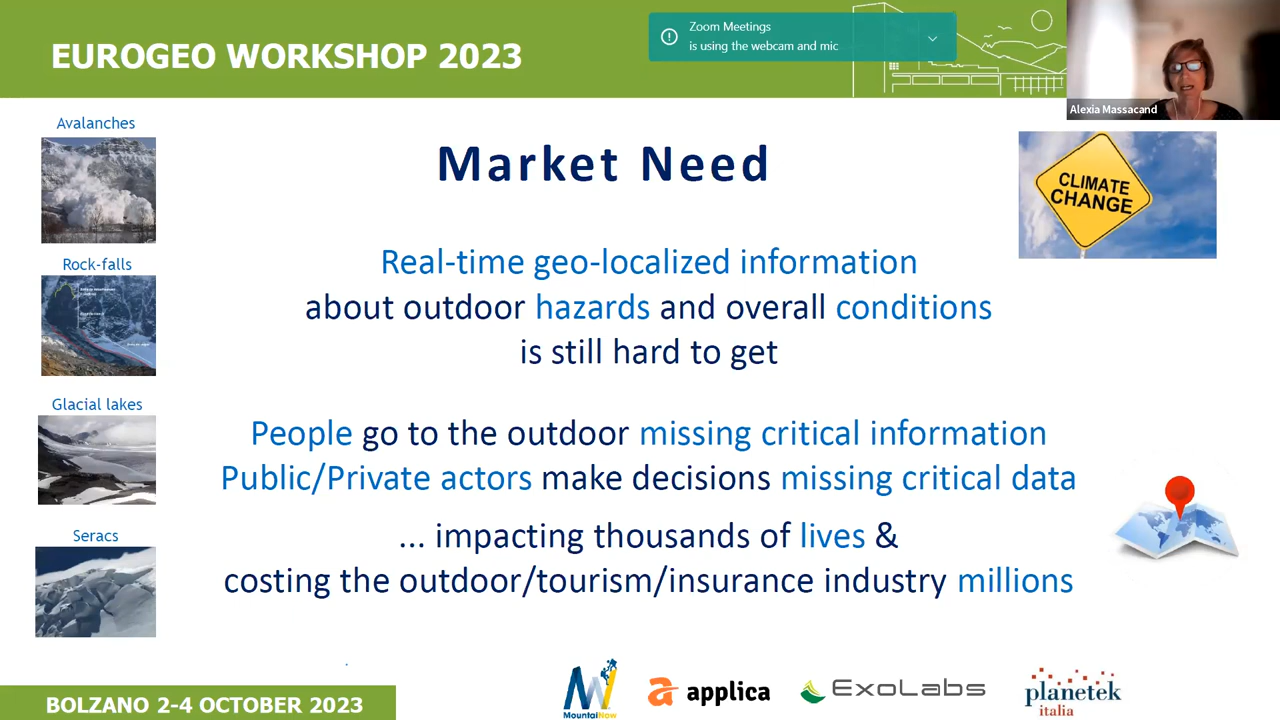 EUROGEO WORKSHOP 2023
Zoom Meetings
is using the webcam and mic
Alexia Massacand
Avalanches
Rock-falls
Glacial lakes
Seracs
Market Need
CLIMATE
CHANGE
Real-time geo-localized information
about outdoor hazards and overall conditions
is still hard to get
People go to the outdoor missing critical information
Public/Private actors make decisions missing critical data
... impacting thousands of lives &
costing the outdoor/tourism/insurance industry millions
BOLZANO 2-4 OCTOBER 2023
MountaiNow
a applica
ExoLabs
planetek
italia